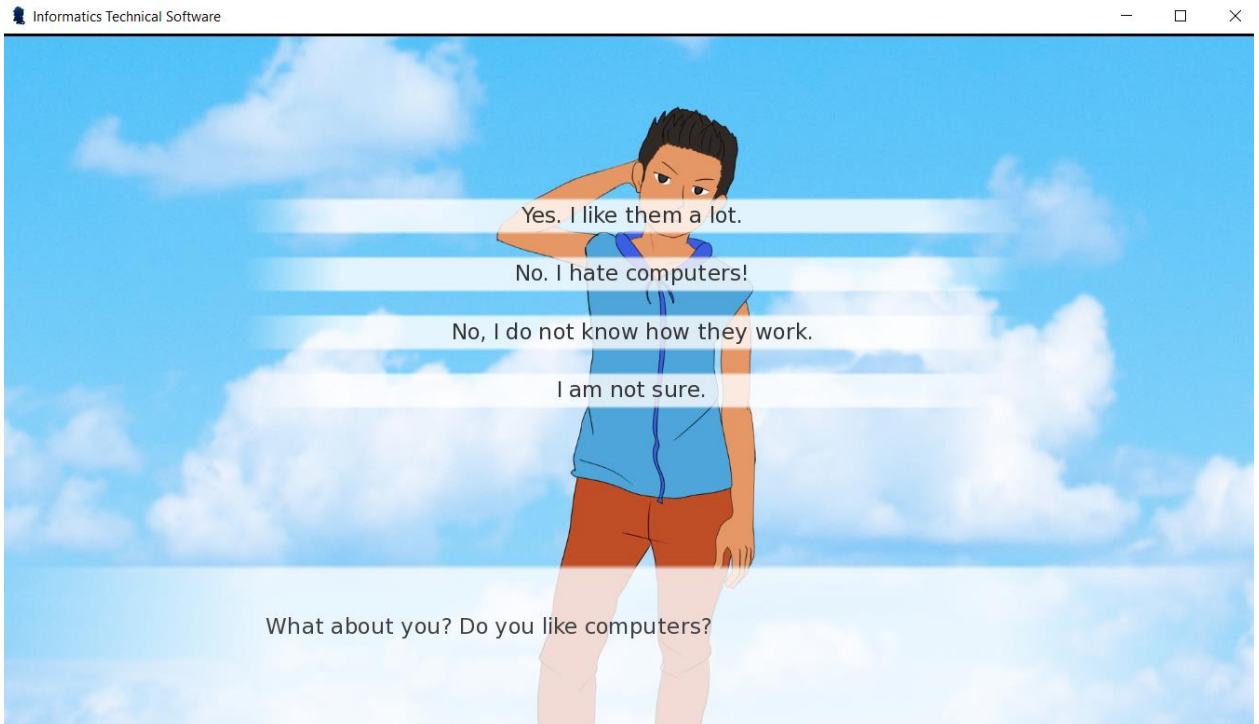 Informatics Technical Software
Yes. I like them a lot.
No. I hate computers!
No, I do not know how they work.
I am not sure.
What about you? Do you like computers?